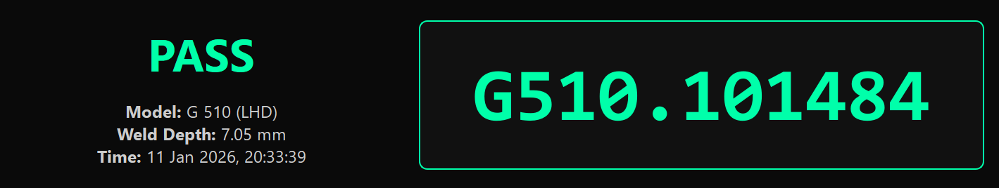 PASS
Model: G 510 (LHD)
Weld Depth: 7.05 mm
Time: 11 Jan 2026, 20:33:39
G510.101484